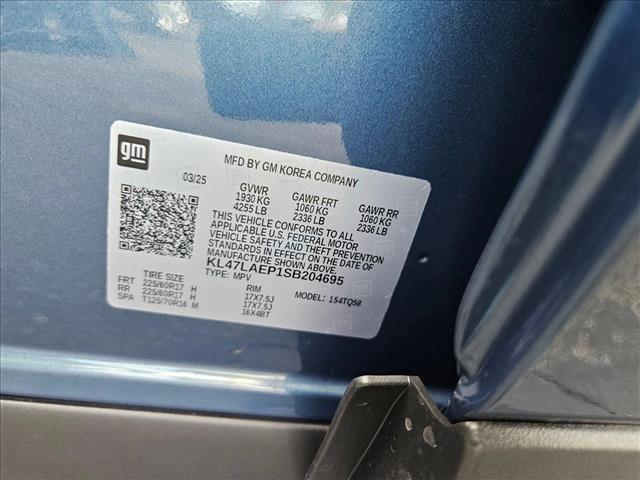 gm
MFD BY GM KOREA COMPANY
03/25
GVWR GAWR FRT GAWR RR
1930 KG 1060 KG 1060 KG
4255 LB 2336 LB 2336 LB
THIS VEHICLE CONFORMS TO ALL
APPLICABLE U.S. FEDERAL MOTOR
VEHICLE SAFETY AND THEFT PREVENTION
STANDARDS IN EFFECT ON THE DATE OF
MANUFACTURE SHOWN ABOVE.
KL47LAEP1SB204695
TYPE: MPV
TIRE SIZE RIM MODEL: 154TQ58
FRT 225/60R17 H 17X7.5J
RR 225/60R17 H 17X7.5J
SPA T125/70R16 M 16X4BT